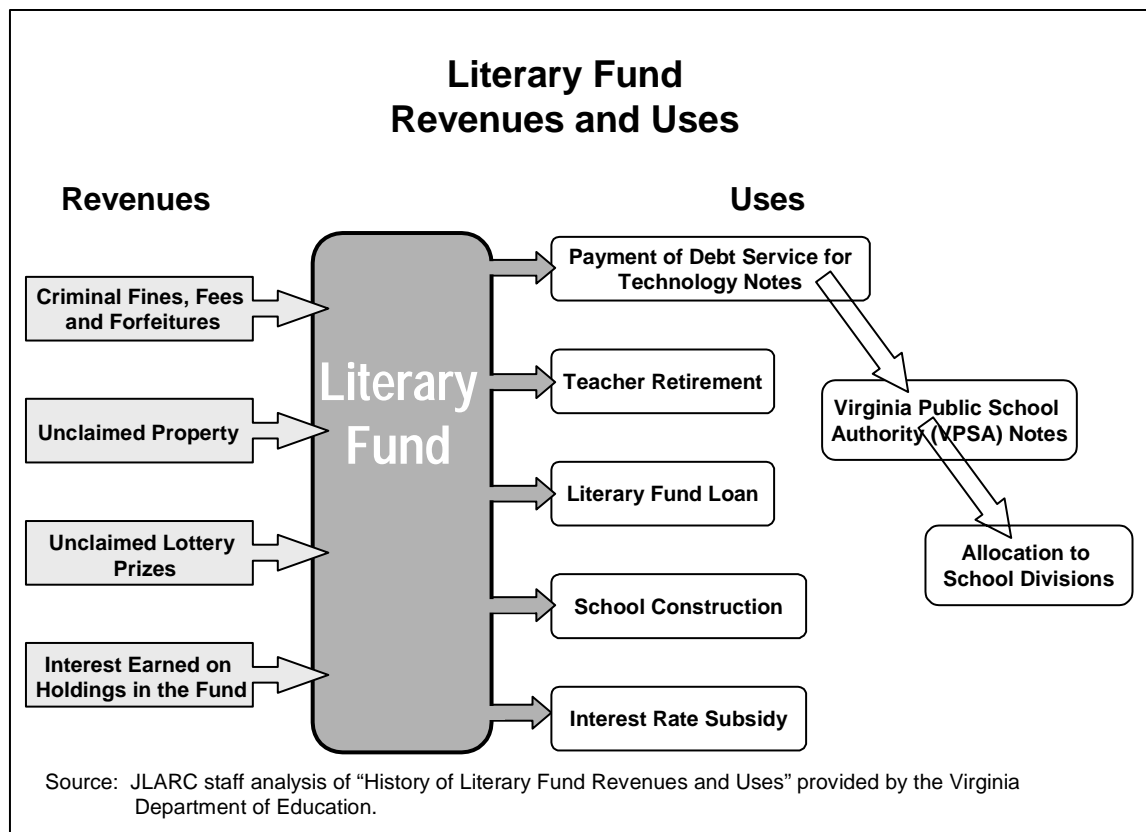 Literary Fund
Revenues and Uses
Revenues
Uses
Criminal Fines, Fees
and Forfeitures
Unclaimed Property
Unclaimed Lottery
Prizes
Interest Earned on
Holdings in the Fund
Literary
Fund
Payment of Debt Service for
Technology Notes
Teacher Retirement
Literary Fund Loan
School Construction
Interest Rate Subsidy
Virginia Public School
Authority (VPSA) Notes
Allocation to
School Divisions
Source: JLARC staff analysis of “History of Literary Fund Revenues and Uses” provided by the Virginia
Department of Education.